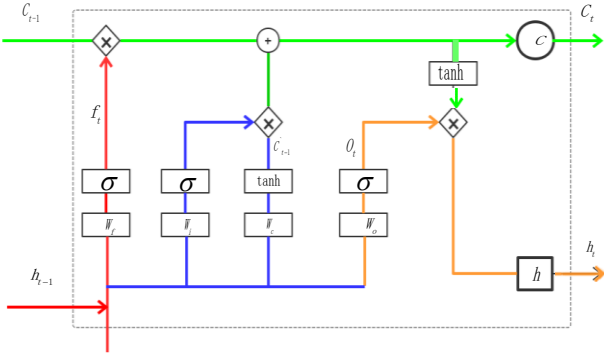 C_{t-1}
C_t
×
+
C
tanh
f_t
×
C'_{t-1}
O_t
×
σ
σ
tanh
σ
W_f
W_i
W_c
W_o
h_{t-1}
h
h_t